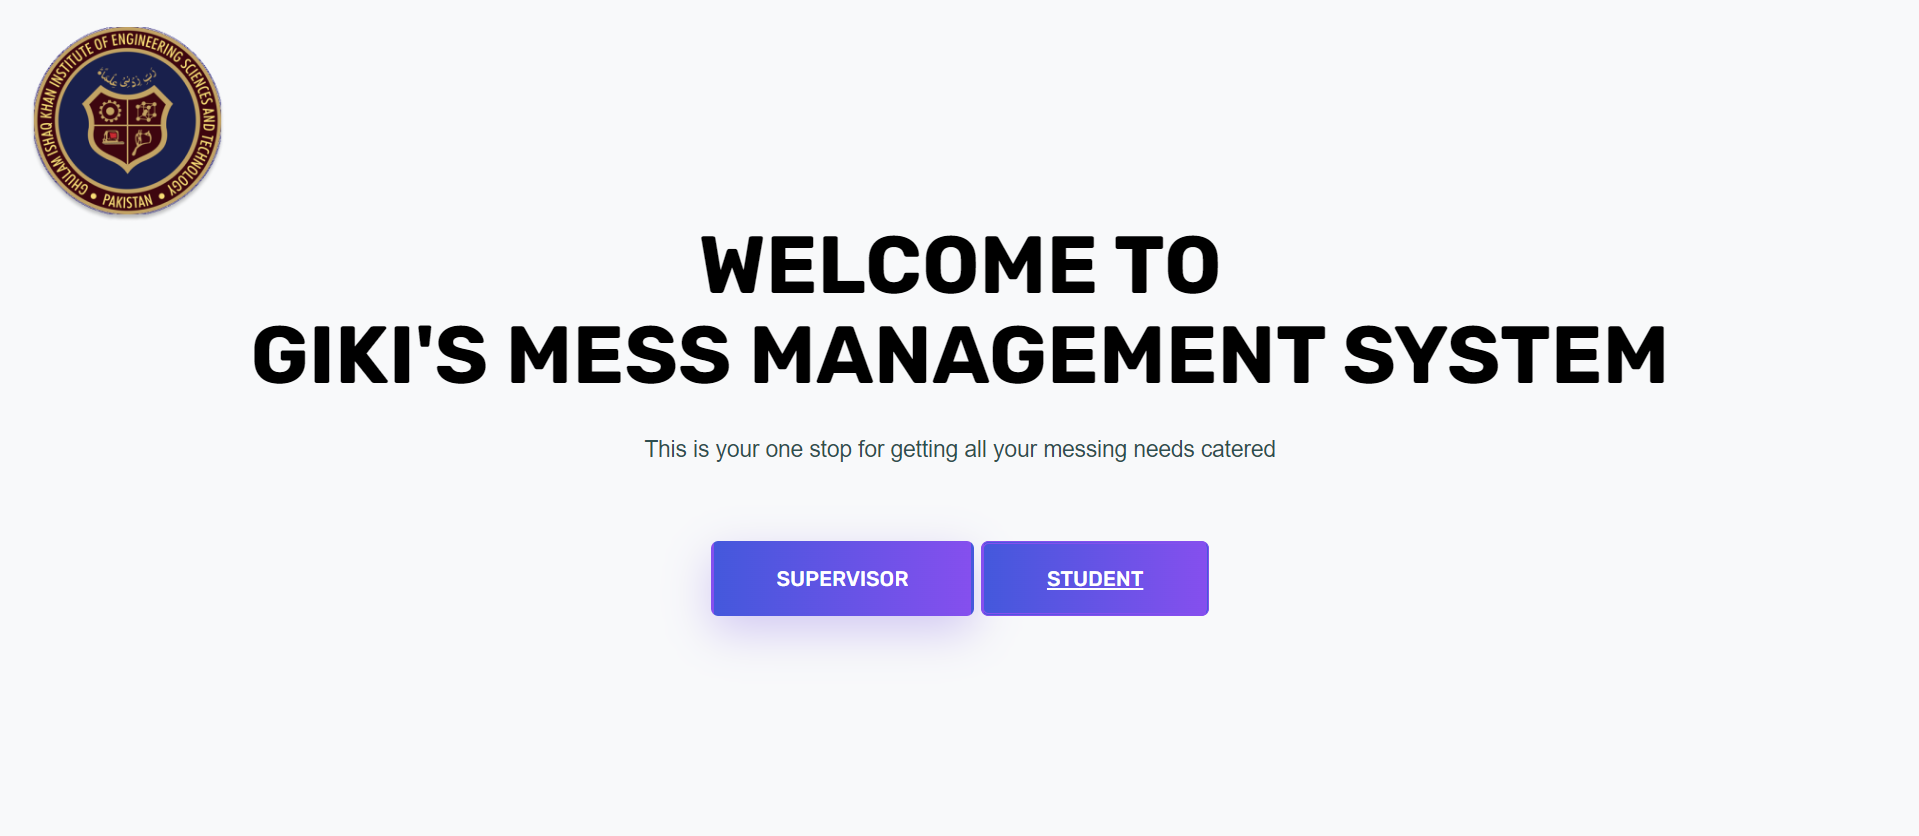 GHULAM ISHAQ KHAN INSTITUTE OF ENGINEERING SCIENCES AND TECHNOLOGY
• PAKISTAN •
رَبِّ زِدْنِي عِلْمًا
WELCOME TO
GIKI'S MESS MANAGEMENT SYSTEM
This is your one stop for getting all your messing needs catered
SUPERVISOR
STUDENT